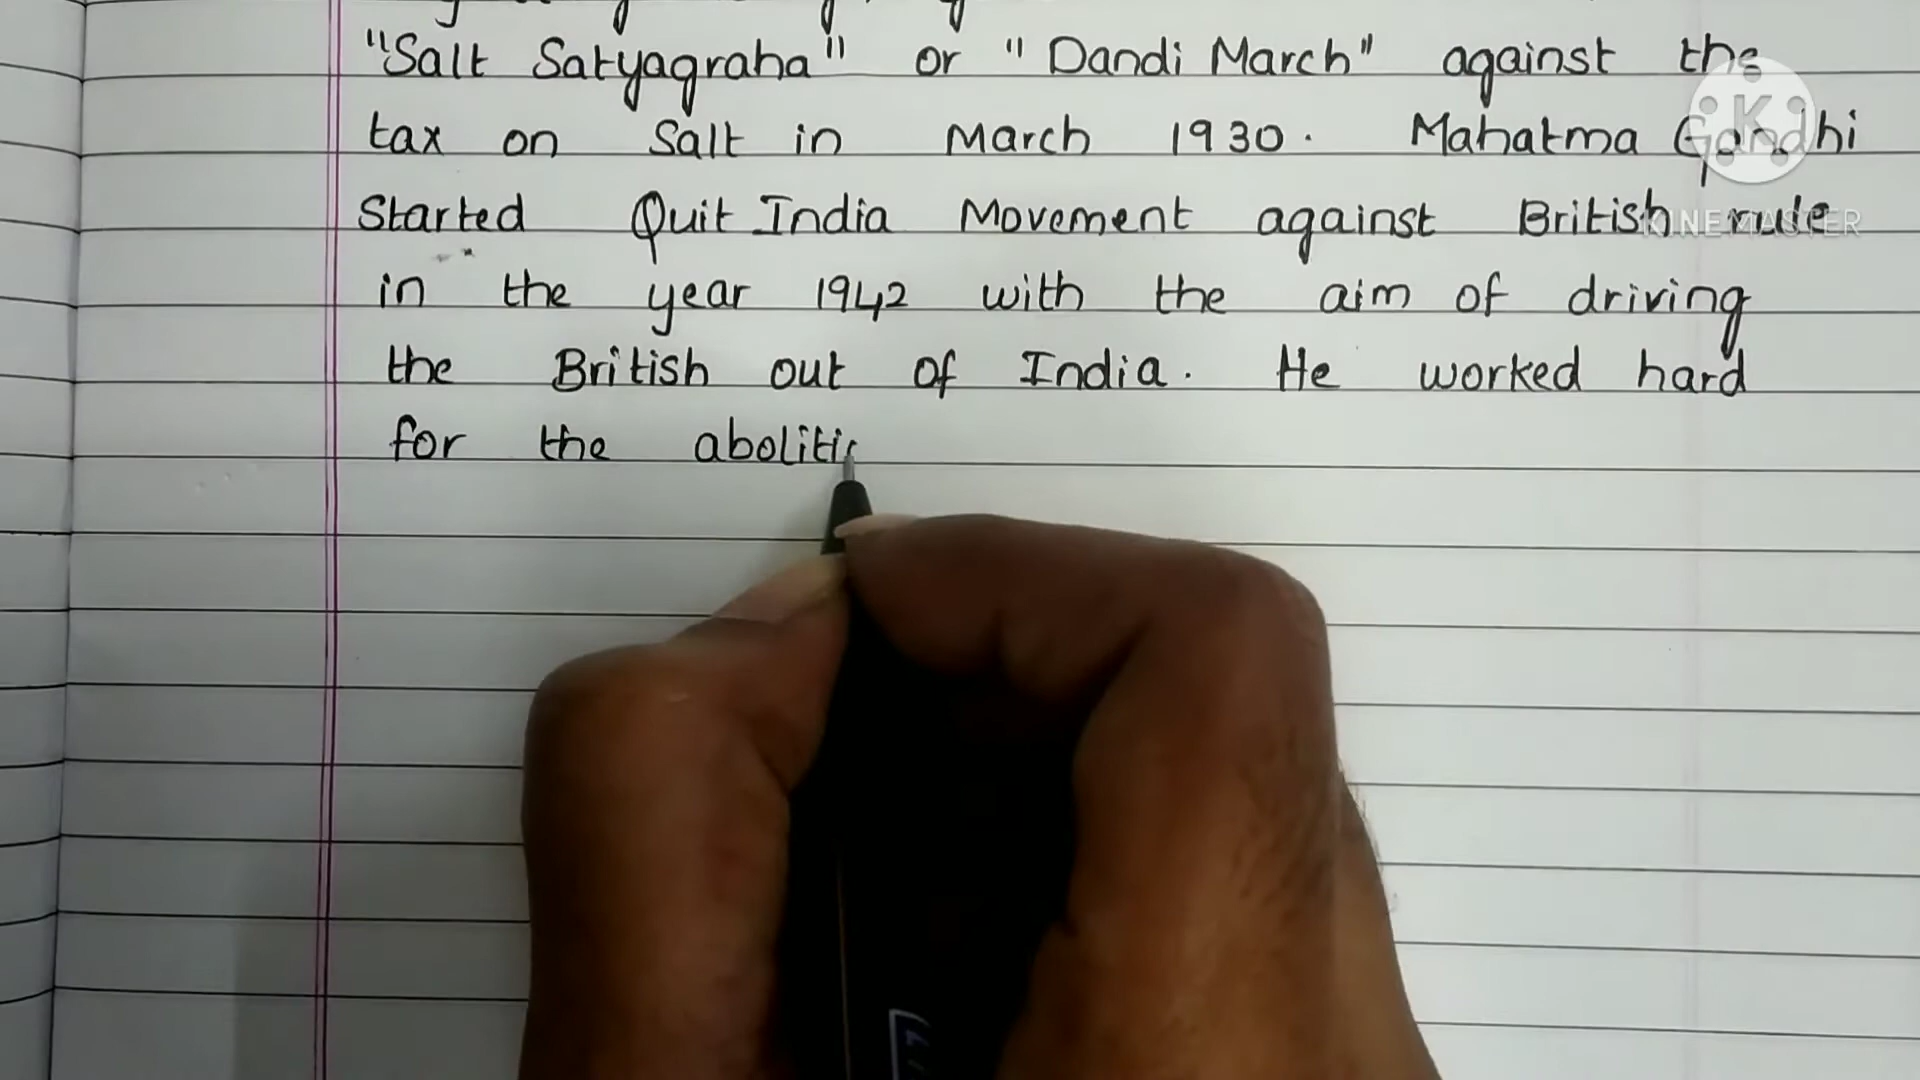 "Salt Satyagraha" or "Dandi March" against the
tax on Salt in March 1930. Mahatma Gandhi
Started Quit India Movement against British rule
KINEMASTER
in the year 1942 with the aim of driving
the British out of India. He worked hard
for the aboliti